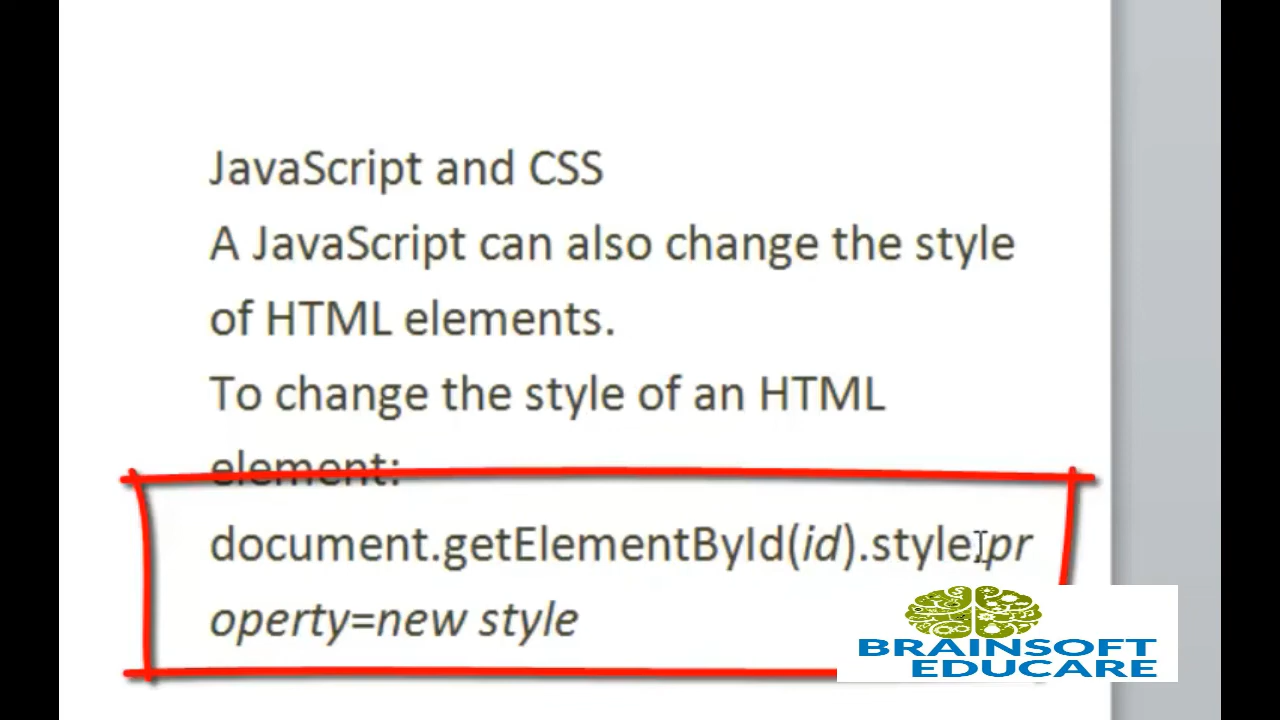 JavaScript and CSS
A JavaScript can also change the style
of HTML elements.
To change the style of an HTML
element:
document.getElementById(id).style.pr
operty=new style
BRAINSOFT
EDUCARE